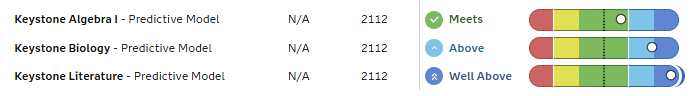 Keystone Algebra I - Predictive Model N/A 2112 Meets
Keystone Biology - Predictive Model N/A 2112 Above
Keystone Literature - Predictive Model N/A 2112 Well Above